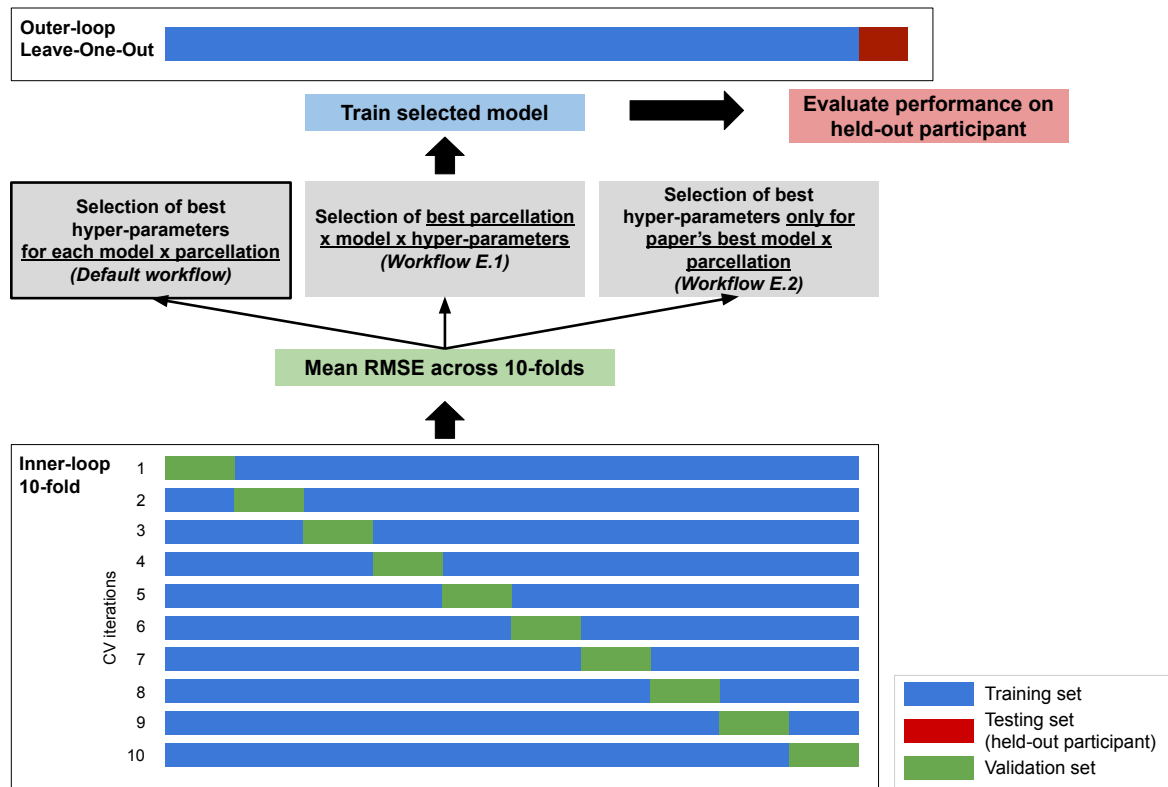 Outer-loop
Leave-One-Out
Train selected model
Evaluate performance on
held-out participant
Selection of best
hyper-parameters
for each model x parcellation
(Default workflow)
Selection of best parcellation
x model x hyper-parameters
(Workflow E.1)
Selection of best
hyper-parameters only for
paper's best model x
parcellation
(Workflow E.2)
Mean RMSE across 10-folds
Inner-loop
10-fold
CV iterations
1
2
3
4
5
6
7
8
9
10
Training set
Testing set
(held-out participant)
Validation set